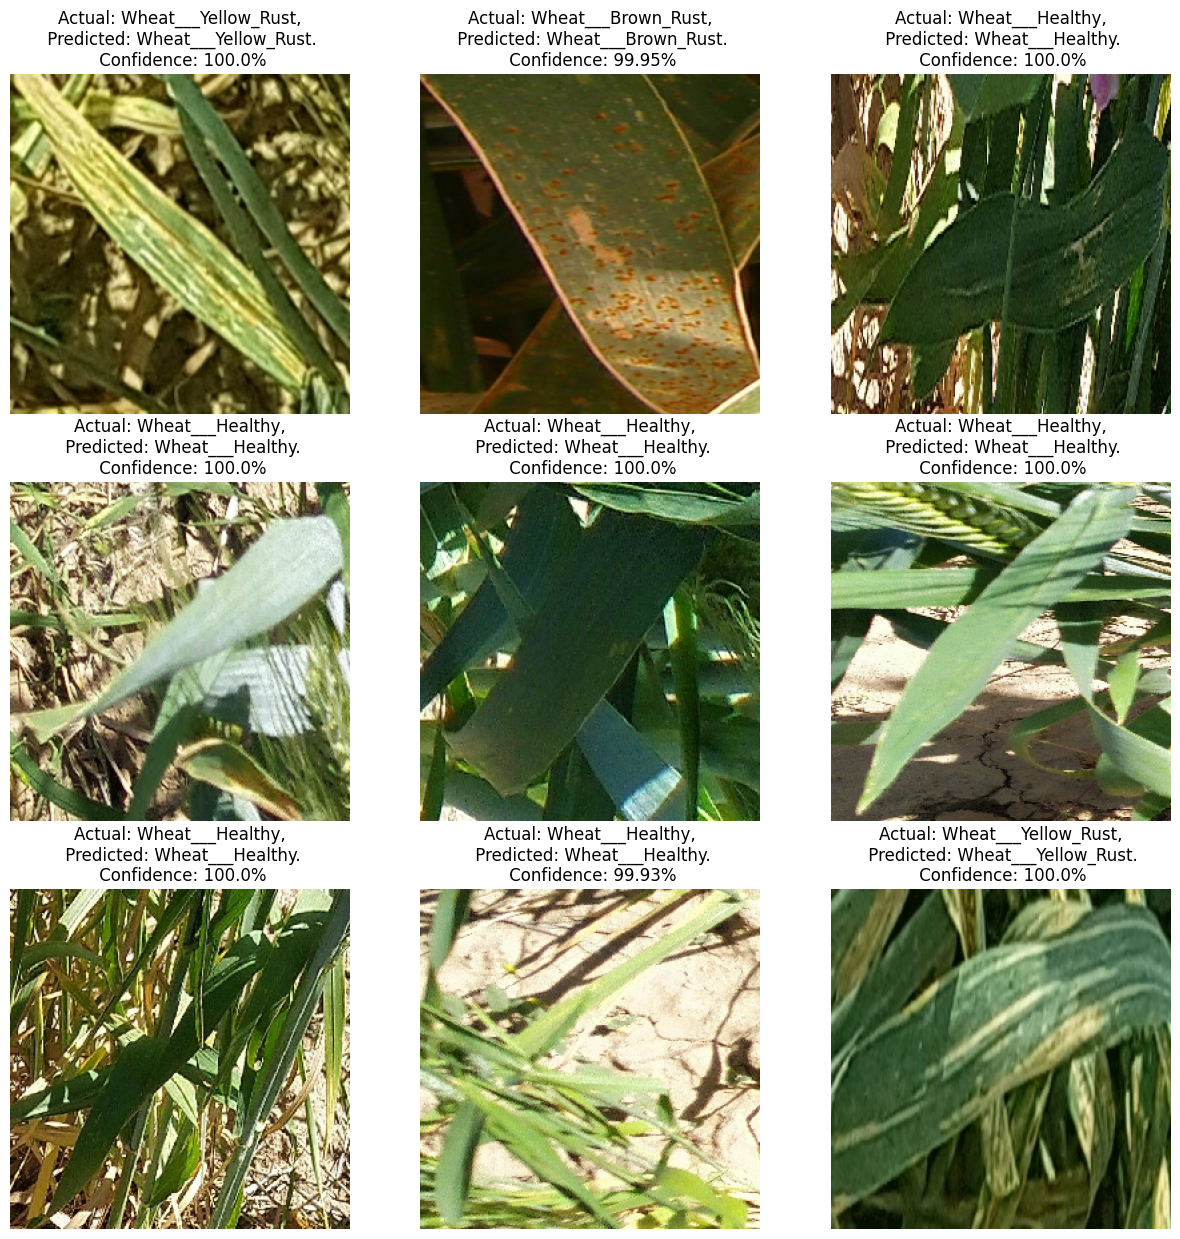 Actual: Wheat___Yellow_Rust,
Predicted: Wheat___Yellow_Rust.
Confidence: 100.0%
Actual: Wheat___Brown_Rust,
Predicted: Wheat___Brown_Rust.
Confidence: 99.95%
Actual: Wheat___Healthy,
Predicted: Wheat___Healthy.
Confidence: 100.0%
Actual: Wheat___Healthy,
Predicted: Wheat___Healthy.
Confidence: 100.0%
Actual: Wheat___Healthy,
Predicted: Wheat___Healthy.
Confidence: 100.0%
Actual: Wheat___Healthy,
Predicted: Wheat___Healthy.
Confidence: 100.0%
Actual: Wheat___Healthy,
Predicted: Wheat___Healthy.
Confidence: 100.0%
Actual: Wheat___Healthy,
Predicted: Wheat___Healthy.
Confidence: 99.93%
Actual: Wheat___Yellow_Rust,
Predicted: Wheat___Yellow_Rust.
Confidence: 100.0%